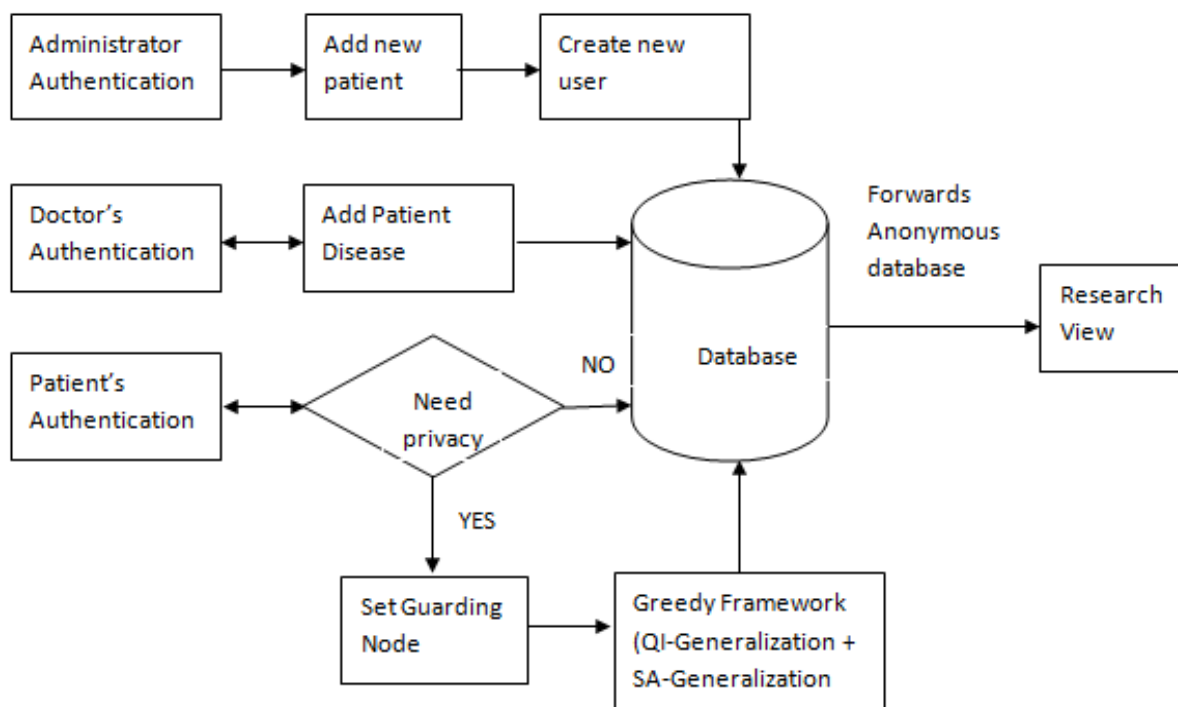 Administrator
Authentication
Add new
patient
Create new
user
Doctor's
Authentication
Add Patient
Disease
Forwards
Anonymous
database
Research
View
Database
Patient's
Authentication
Need
privacy
NO
YES
Set Guarding
Node
Greedy Framework
(QI-Generalization +
SA-Generalization